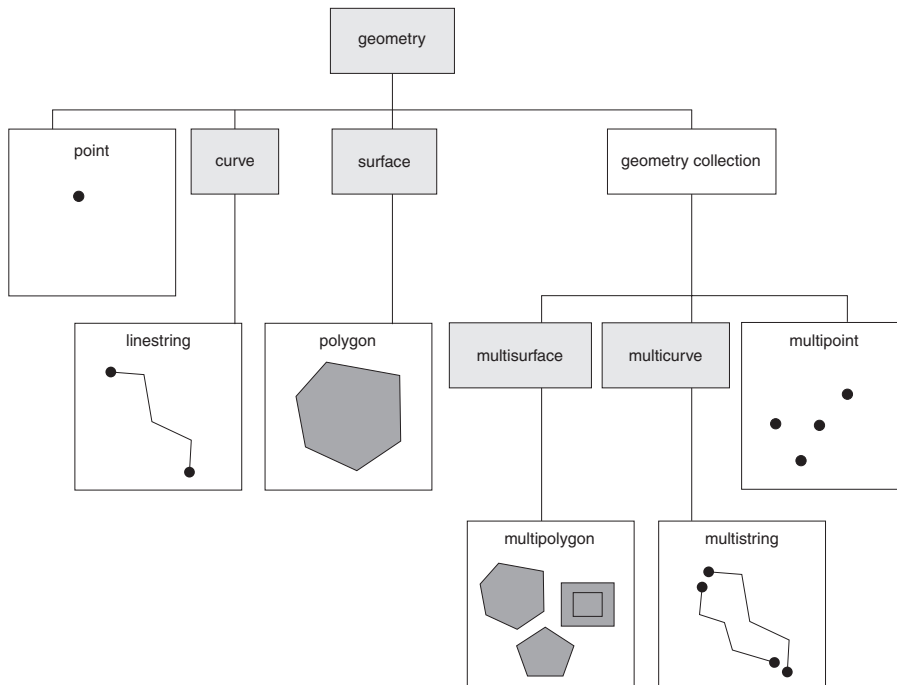 geometry
point
curve
surface
geometry collection
linestring
polygon
multisurface
multicurve
multipoint
multipolygon
multistring